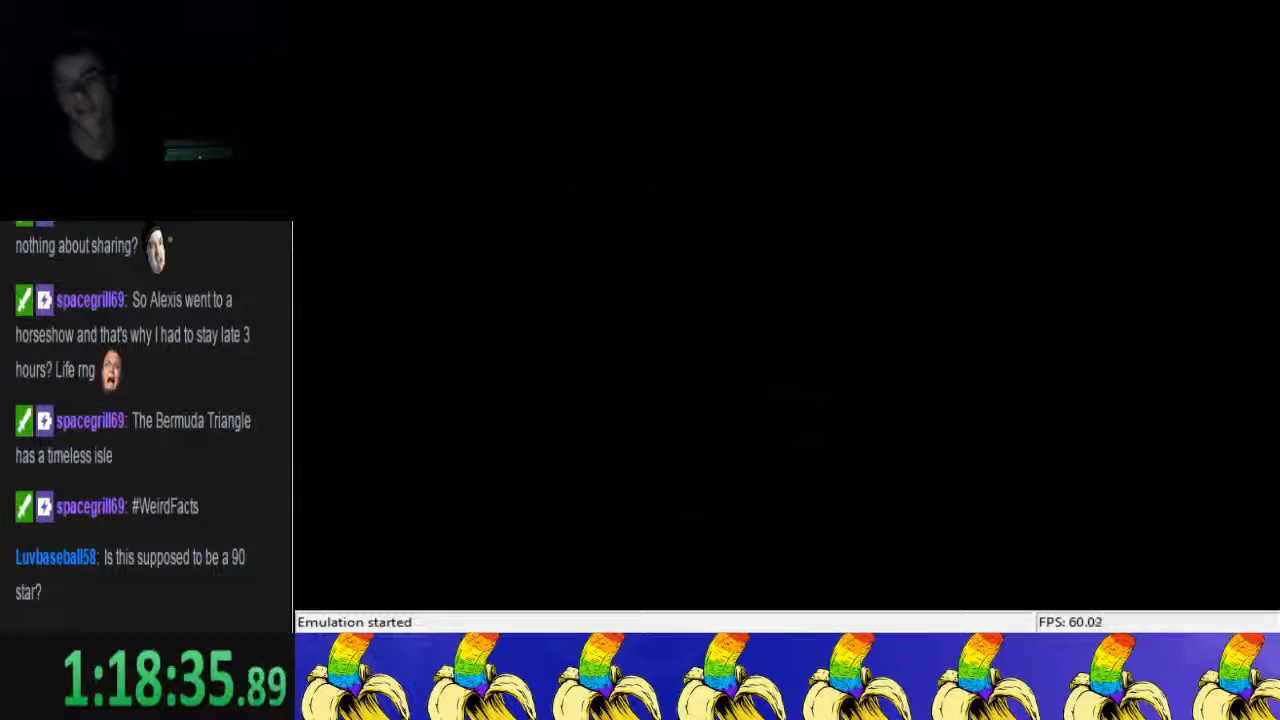 nothing about sharing? "
spacegrill69: So Alexis went to a
horseshow and that's why I had to stay late 3
hours? Life rng
spacegrill69: The Bermuda Triangle
has a timeless isle
spacegrill69: #WeirdFacts
Luvbaseball58: Is this supposed to be a 90
star?
Emulation started
FPS: 60.02
1:18:35.89